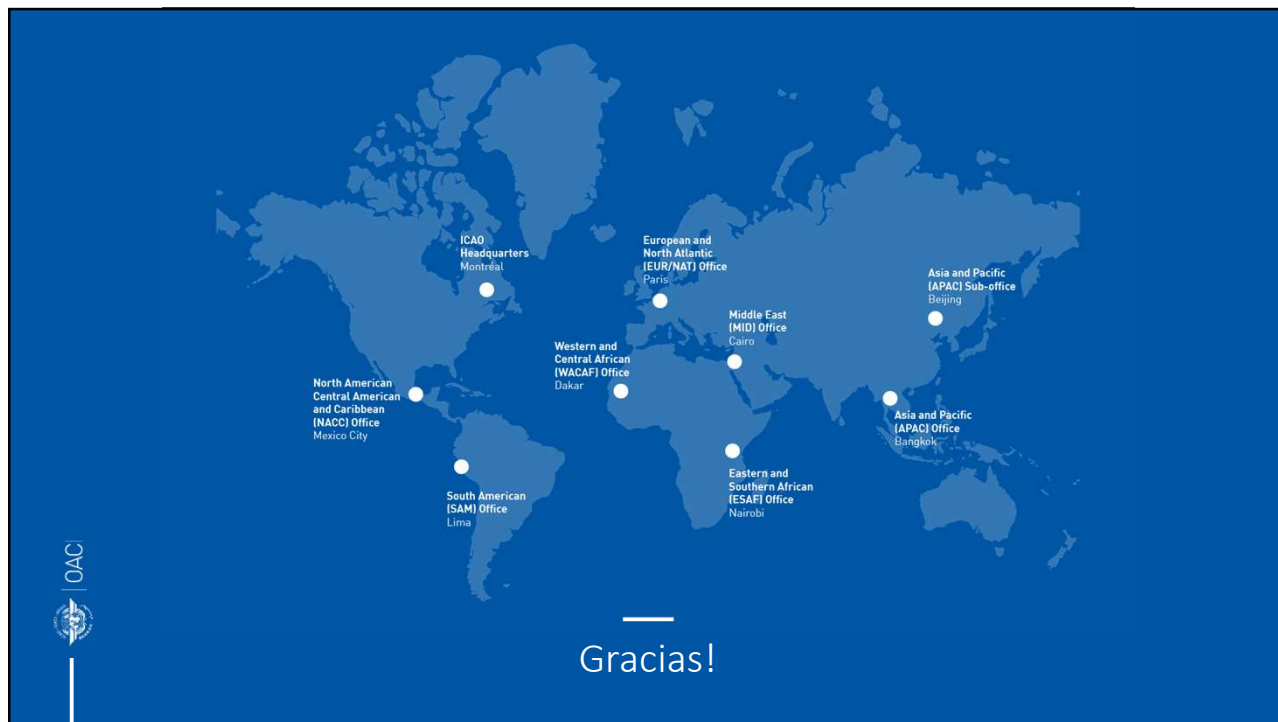 ICAO
Headquarters
Montréal
European and
North Atlantic
(EUR/NAT) Office
Paris
Asia and Pacific
(APAC) Sub-office
Beijing
Middle East
(MID) Office
Cairo
Western and
Central African
(WACAF) Office
Dakar
North American
Central American
and Caribbean
(NACC) Office
Mexico City
Asia and Pacific
(APAC) Office
Bangkok
Eastern and
Southern African
(ESAF) Office
Nairobi
South American
(SAM) Office
Lima
OACI
Gracias!